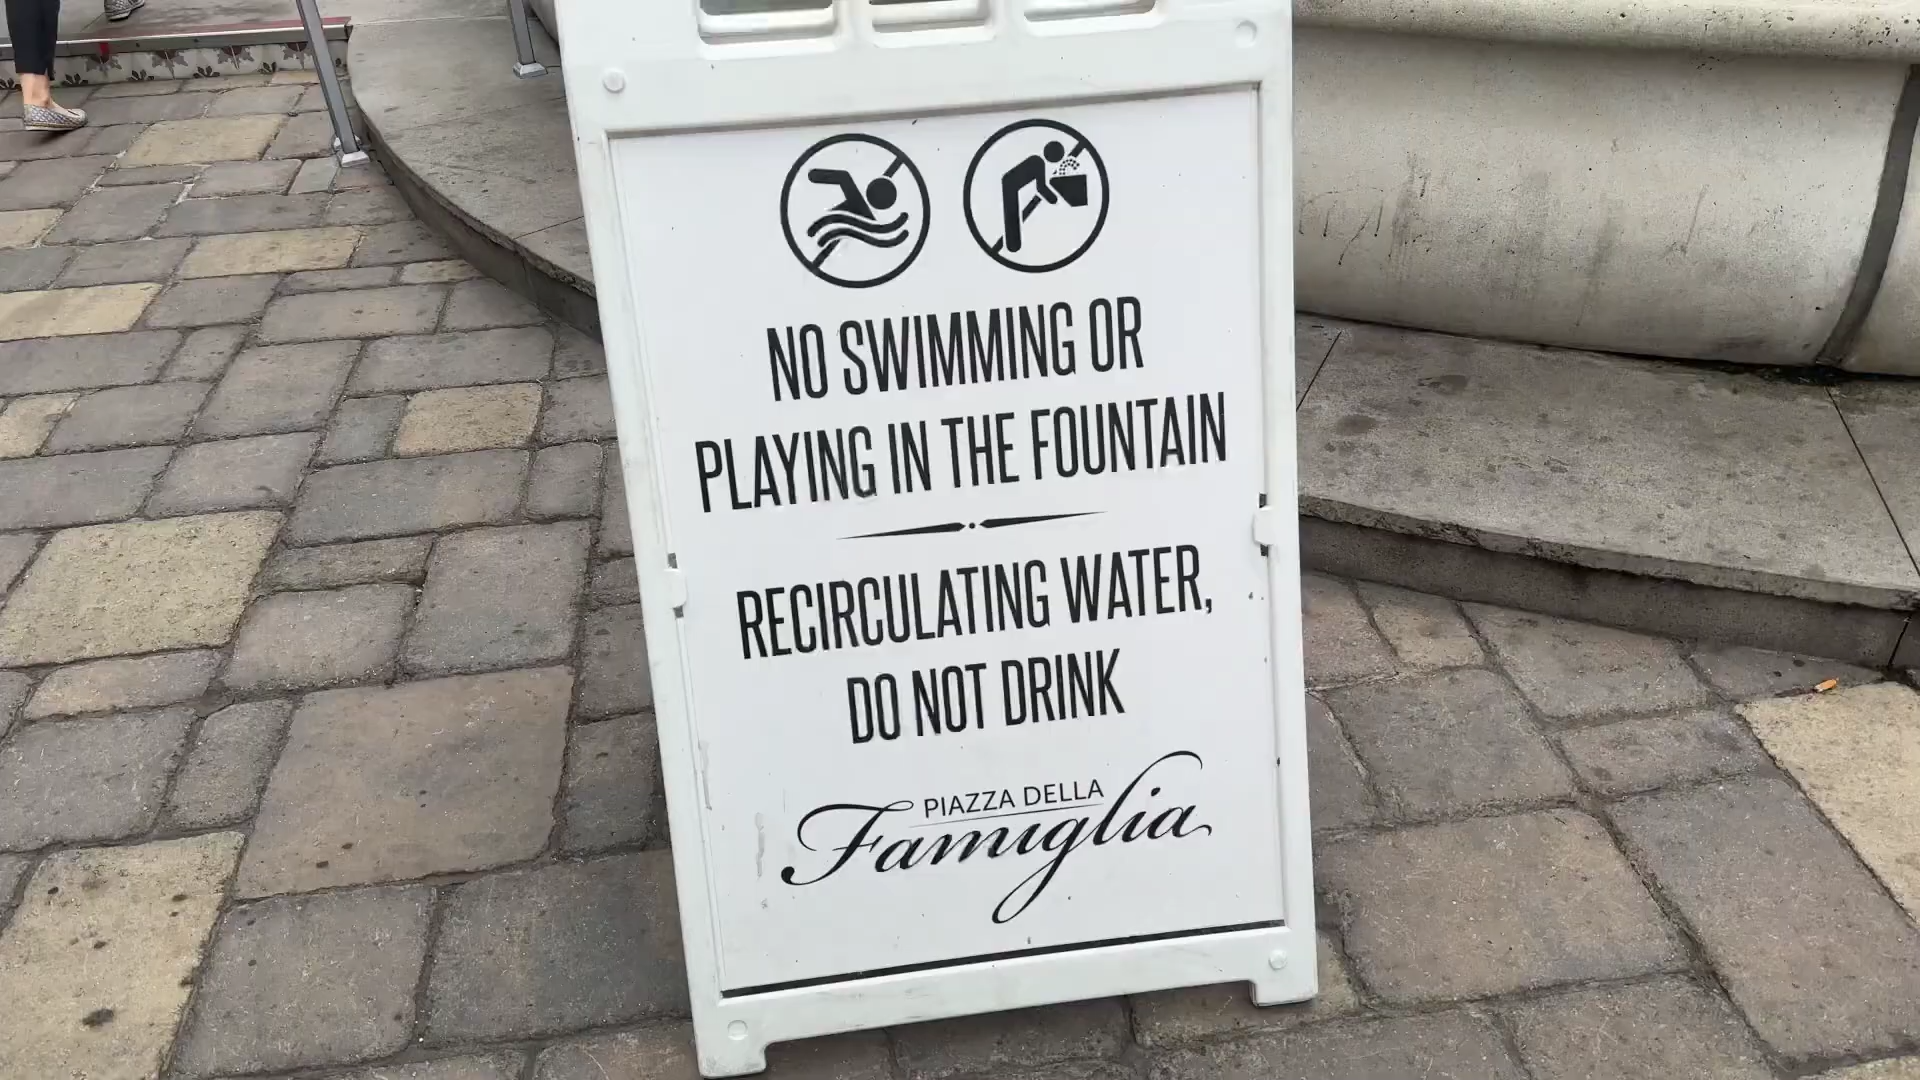 NO SWIMMING OR
PLAYING IN THE FOUNTAIN
RECIRCULATING WATER,
DO NOT DRINK
PIAZZA DELLA
Famiglia